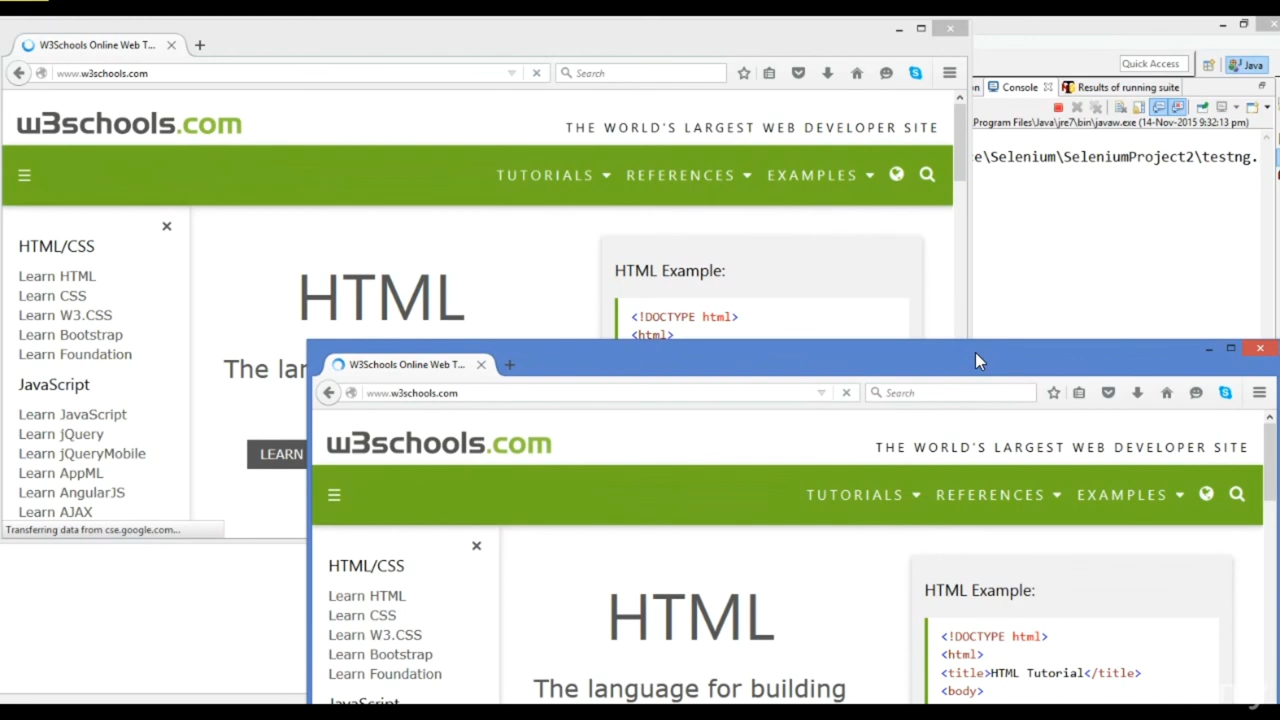 W3Schools Online Web T...
www.w3schools.com
Search
Quick Access
Java
Console
Results of running suite
Program Files\Java\jre7\bin\javaw.exe (14-Nov-2015 9:32:13 pm)
e\Selenium\SeleniumProject2\testng.
w3schools.com
THE WORLD'S LARGEST WEB DEVELOPER SITE
TUTORIALS REFERENCES EXAMPLES
HTML/CSS
Learn HTML
Learn CSS
Learn W3.CSS
Learn Bootstrap
Learn Foundation
JavaScript
Learn JavaScript
Learn jQuery
Learn jQueryMobile
Learn AppML
Learn AngularJS
Learn AJAX
Transferring data from cse.google.com...
HTML
The la
LEARN
HTML Example:
<!DOCTYPE html>
<html>
W3Schools Online Web T...
www.w3schools.com
Search
w3schools.com
THE WORLD'S LARGEST WEB DEVELOPER SITE
TUTORIALS REFERENCES EXAMPLES
HTML/CSS
Learn HTML
Learn CSS
Learn W3.CSS
Learn Bootstrap
Learn Foundation
JavaScript
HTML
The language for building
HTML Example:
<!DOCTYPE html>
<html>
<title>HTML Tutorial</title>
<body>